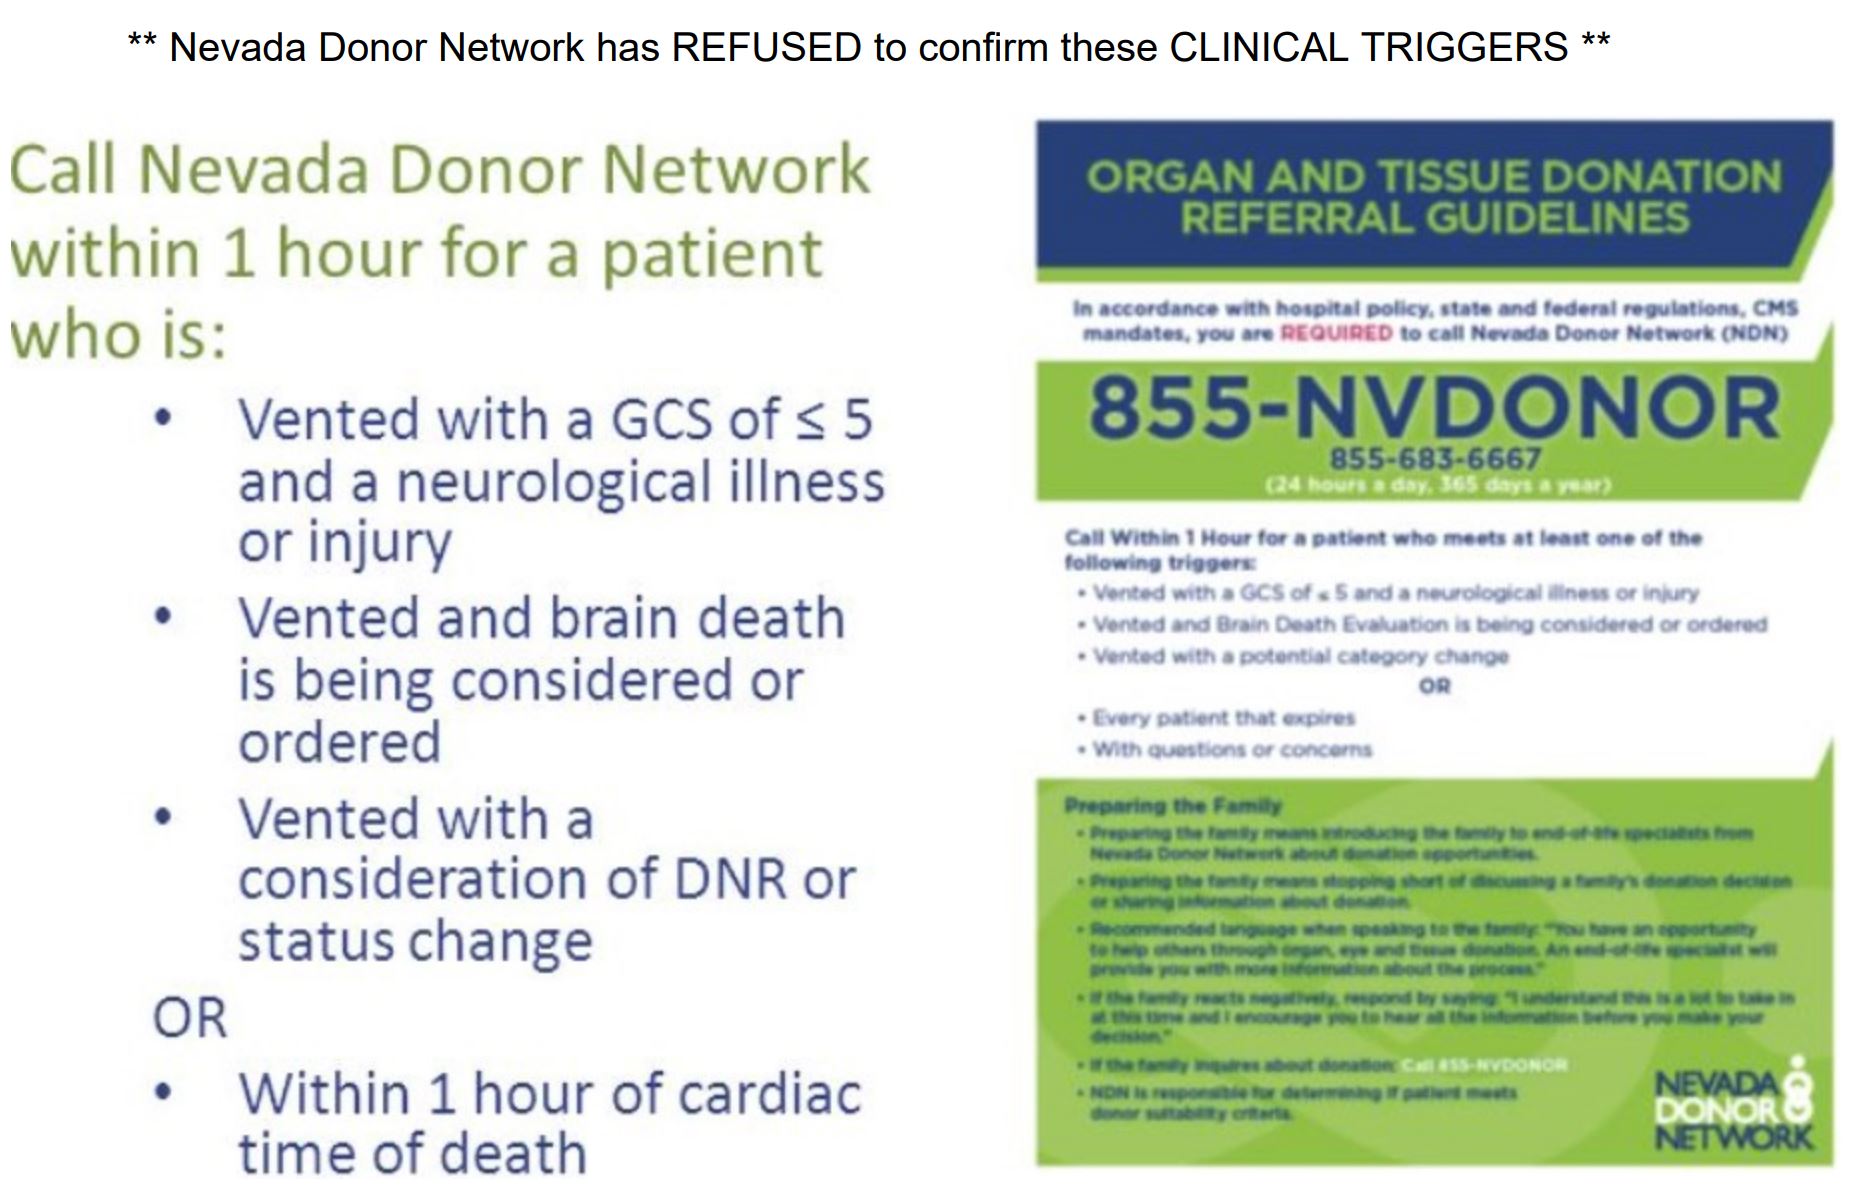 ** Nevada Donor Network has REFUSED to confirm these CLINICAL TRIGGERS **
Call Nevada Donor Network
within 1 hour for a patient
who is:
• Vented with a GCS of ≤ 5
and a neurological illness
or injury
• Vented and brain death
is being considered or
ordered
• Vented with a
consideration of DNR or
status change
OR
• Within 1 hour of cardiac
time of death
ORGAN AND TISSUE DONATION
REFERRAL GUIDELINES
In accordance with hospital policy, state and federal regulations, CMS
mandates, you are REQUIRED to call Nevada Donor Network (NDN)
855-NVDONOR
855-683-6667
(24 hours a day, 365 days a year)
Call Within 1 Hour for a patient who meets at least one of the
following triggers:
• Vented with a GCS of ≤ 5 and a neurological illness or injury
• Vented and Brain Death Evaluation is being considered or ordered
• Vented with a potential category change
OR
• Every patient that expires
• With questions or concerns
Preparing the Family
• Preparing the family means introducing the family to end-of-life specialists from
Nevada Donor Network about donation opportunities.
• Preparing the family means stopping short of discussing a family's donation decision
or sharing information about donation.
• Recommended language when speaking to the family: "You have an opportunity
to help others through organ, eye and tissue donation. An end-of-life specialist will
provide you with more information about the process."
• If the family reacts negatively, respond by saying: "I understand this is a lot to take in
at this time and I encourage you to hear all the information before you make your
decision."
• If the family inquires about donation: Call 855-NVDONOR
• NDN is responsible for determining if patient meets
donor suitability criteria.
NEVADA
DONOR
NETWORK